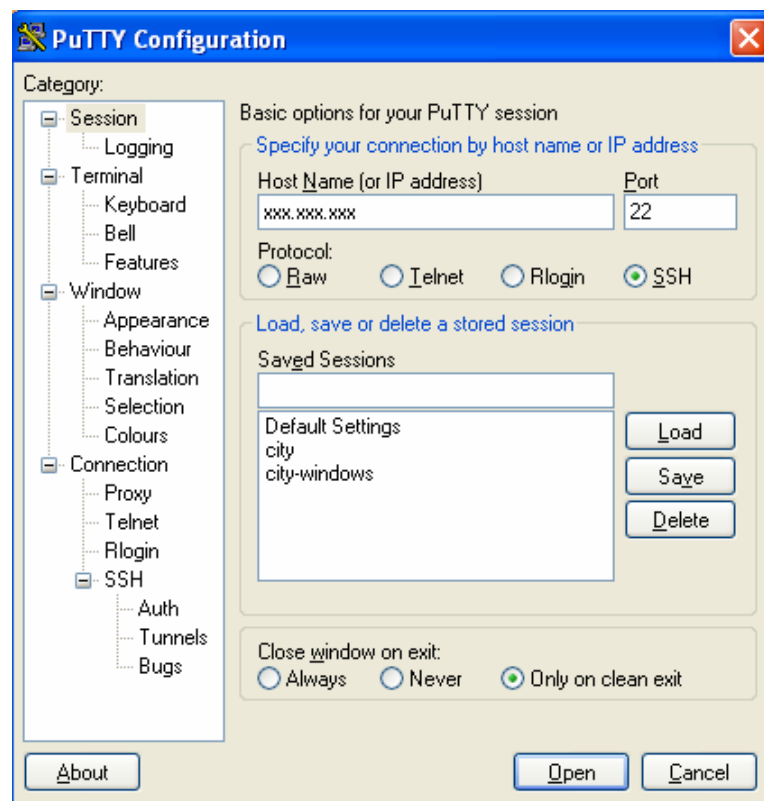 PuTTY Configuration
Category:
Session
Logging
Terminal
Keyboard
Bell
Features
Window
Appearance
Behaviour
Translation
Selection
Colours
Connection
Proxy
Telnet
Rlogin
SSH
Auth
Tunnels
Bugs
Basic options for your PuTTY session
Specify your connection by host name or IP address
Host Name (or IP address) Port
xxx.xxx.xxx 22
Protocol:
Raw Telnet Rlogin SSH
Load, save or delete a stored session
Saved Sessions
Default Settings
city
city-windows
Load
Save
Delete
Close window on exit:
Always Never Only on clean exit
About Open Cancel